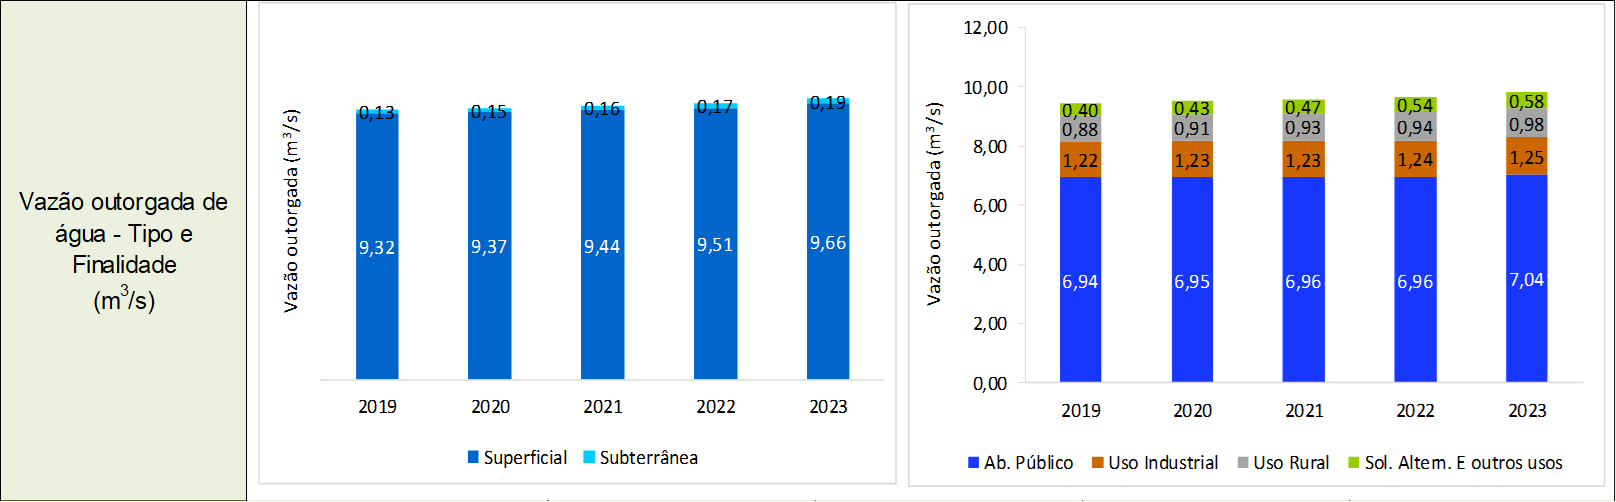 Vazão outorgada de
água - Tipo e
Finalidade
(m³/s)
Vazão outorgada (m³/s)
0,13 0,15 0,16 0,17 0,19
9,32 9,37 9,44 9,51 9,66
2019 2020 2021 2022 2023
Superficial Subterrânea
Vazão outorgada (m³/s)
12,00
10,00
8,00
6,00
4,00
2,00
0,00
0,40 0,43 0,47 0,54 0,58
0,88 0,91 0,93 0,94 0,98
1,22 1,23 1,23 1,24 1,25
6,94 6,95 6,96 6,96 7,04
2019 2020 2021 2022 2023
Ab. Público Uso Industrial Uso Rural Sol. Altern. E outros usos